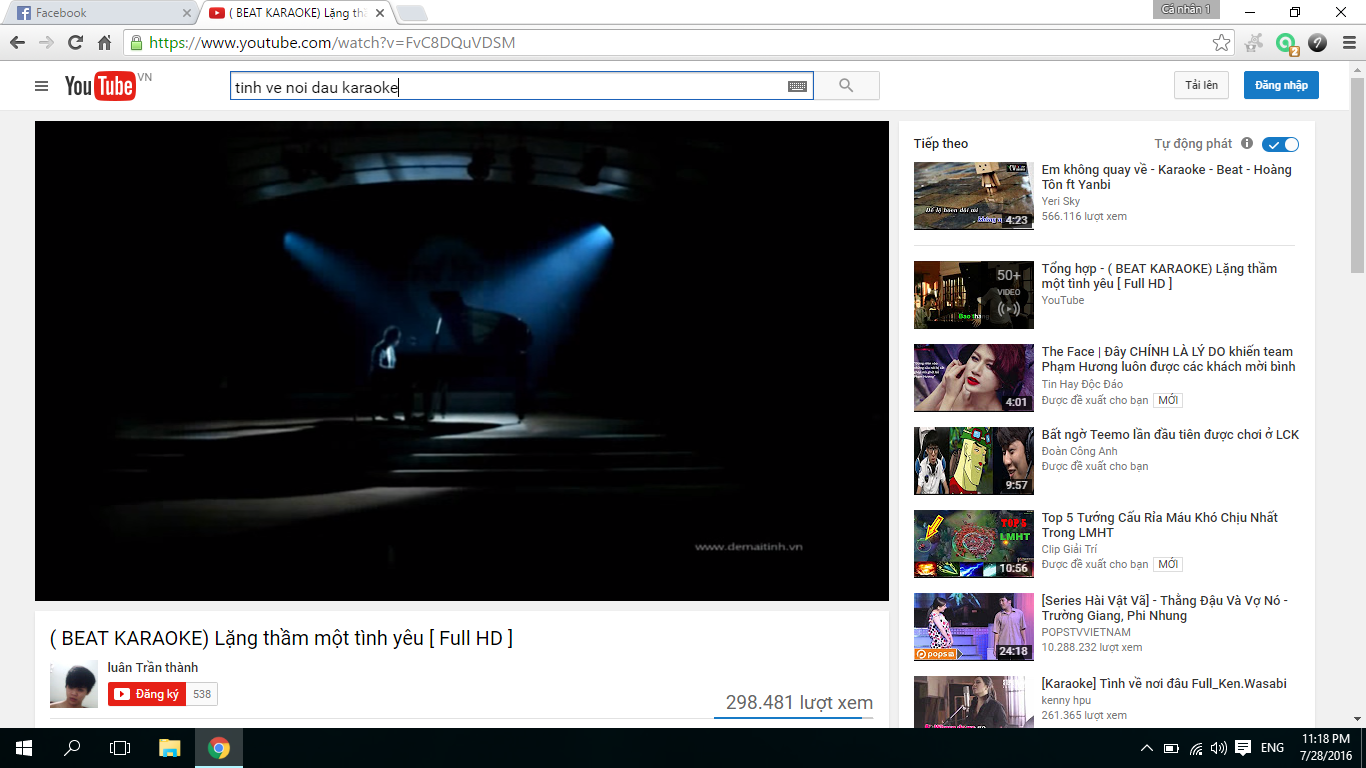 Facebook
( BEAT KARAOKE) Lặng thầ
Cá nhân 1
https://www.youtube.com/watch?v=FvC8DQuVDSM
YouTube VN
tinh ve noi dau karaoke
Tải lên
Đăng nhập
www.demaitinh.vn
( BEAT KARAOKE) Lặng thầm một tình yêu [ Full HD ]
luân Trần thành
Đăng ký 538
298.481 lượt xem
Tiếp theo
Tự động phát
4:23
Em không quay về - Karaoke - Beat - Hoàng
Tôn ft Yanbi
Yeri Sky
566.116 lượt xem
50+
VIDEO
Tổng hợp - ( BEAT KARAOKE) Lặng thầm
một tình yêu [ Full HD ]
YouTube
4:01
The Face | Đây CHÍNH LÀ LÝ DO khiến team
Phạm Hương luôn được các khách mời bình
Tin Hay Độc Đáo
Được đề xuất cho bạn MỚI
9:57
Bất ngờ Teemo lần đầu tiên được chơi ở LCK
Đoàn Công Anh
Được đề xuất cho bạn
TOP 5
LMHT
10:56
Top 5 Tướng Cấu Rỉa Máu Khó Chịu Nhất
Trong LMHT
Clip Giải Trí
Được đề xuất cho bạn MỚI
pops
24:18
[Series Hài Vật Vã] - Thằng Đậu Và Vợ Nó -
Trường Giang, Phi Nhung
POPSTVVIETNAM
10.288.232 lượt xem
[Karaoke] Tình về nơi đâu Full_Ken.Wasabi
kenny hpu
261.365 lượt xem
ENG
11:18 PM
7/28/2016